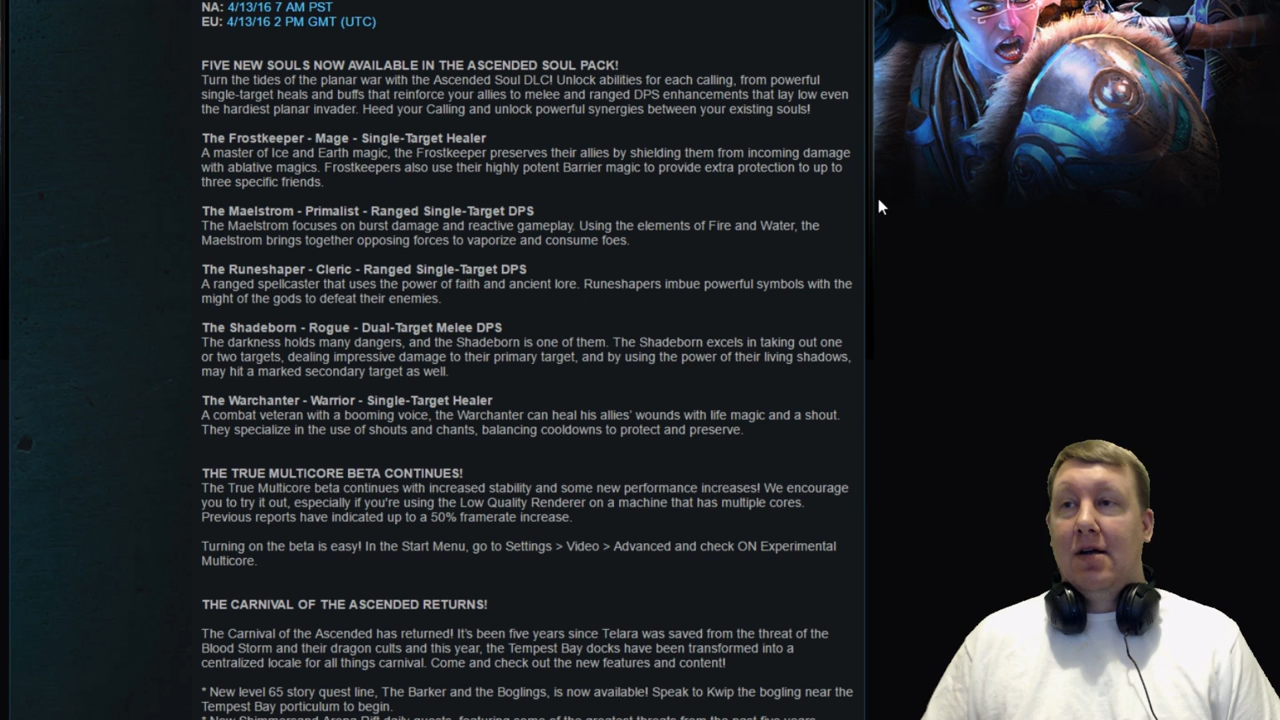 NA: 4/13/16 7 AM PST
EU: 4/13/16 2 PM GMT (UTC)
FIVE NEW SOULS NOW AVAILABLE IN THE ASCENDED SOUL PACK!
Turn the tides of the planar war with the Ascended Soul DLC! Unlock abilities for each calling, from powerful
single-target heals and buffs that reinforce your allies to melee and ranged DPS enhancements that lay low even
the hardiest planar invader. Heed your Calling and unlock powerful synergies between your existing souls!
The Frostkeeper - Mage - Single-Target Healer
A master of Ice and Earth magic, the Frostkeeper preserves their allies by shielding them from incoming damage
with ablative magics. Frostkeepers also use their highly potent Barrier magic to provide extra protection to up to
three specific friends.
The Maelstrom - Primalist - Ranged Single-Target DPS
The Maelstrom focuses on burst damage and reactive gameplay. Using the elements of Fire and Water, the
Maelstrom brings together opposing forces to vaporize and consume foes.
The Runeshaper - Cleric - Ranged Single-Target DPS
A ranged spellcaster that uses the power of faith and ancient lore. Runeshapers imbue powerful symbols with the
might of the gods to defeat their enemies.
The Shadeborn - Rogue - Dual-Target Melee DPS
The darkness holds many dangers, and the Shadeborn is one of them. The Shadeborn excels in taking out one
or two targets, dealing impressive damage to their primary target, and by using the power of their living shadows,
may hit a marked secondary target as well.
The Warchanter - Warrior - Single-Target Healer
A combat veteran with a booming voice, the Warchanter can heal his allies' wounds with life magic and a shout.
They specialize in the use of shouts and chants, balancing cooldowns to protect and preserve.
THE TRUE MULTICORE BETA CONTINUES!
The True Multicore beta continues with increased stability and some new performance increases! We encourage
you to try it out, especially if you're using the Low Quality Renderer on a machine that has multiple cores.
Previous reports have indicated up to a 50% framerate increase.
Turning on the beta is easy! In the Start Menu, go to Settings > Video > Advanced and check ON Experimental
Multicore.
THE CARNIVAL OF THE ASCENDED RETURNS!
The Carnival of the Ascended has returned! It's been five years since Telara was saved from the threat of the
Blood Storm and their dragon cults and this year, the Tempest Bay docks have been transformed into a
centralized locale for all things carnival. Come and check out the new features and content!
* New level 65 story quest line, The Barker and the Boglings, is now available! Speak to Kwip the bogling near the
Tempest Bay porticulum to begin.
* New Shimmersand Arena Rift daily quests, featuring some of the greatest threats from the past five years